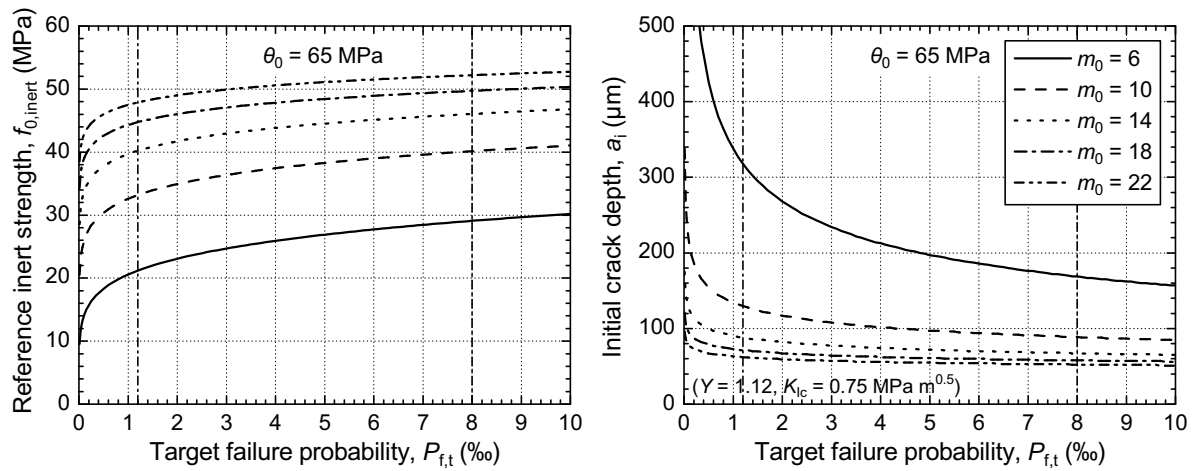 60
50
40
30
20
10
0
Reference inert strength, f0,inert (MPa)
θ0 = 65 MPa
0 1 2 3 4 5 6 7 8 9 10
Target failure probability, Pf,t (‰)
500
400
300
200
100
0
Initial crack depth, ai (µm)
θ0 = 65 MPa
m0 = 6
m0 = 10
m0 = 14
m0 = 18
m0 = 22
(Y = 1.12, KIc = 0.75 MPa m0.5)
0 1 2 3 4 5 6 7 8 9 10
Target failure probability, Pf,t (‰)